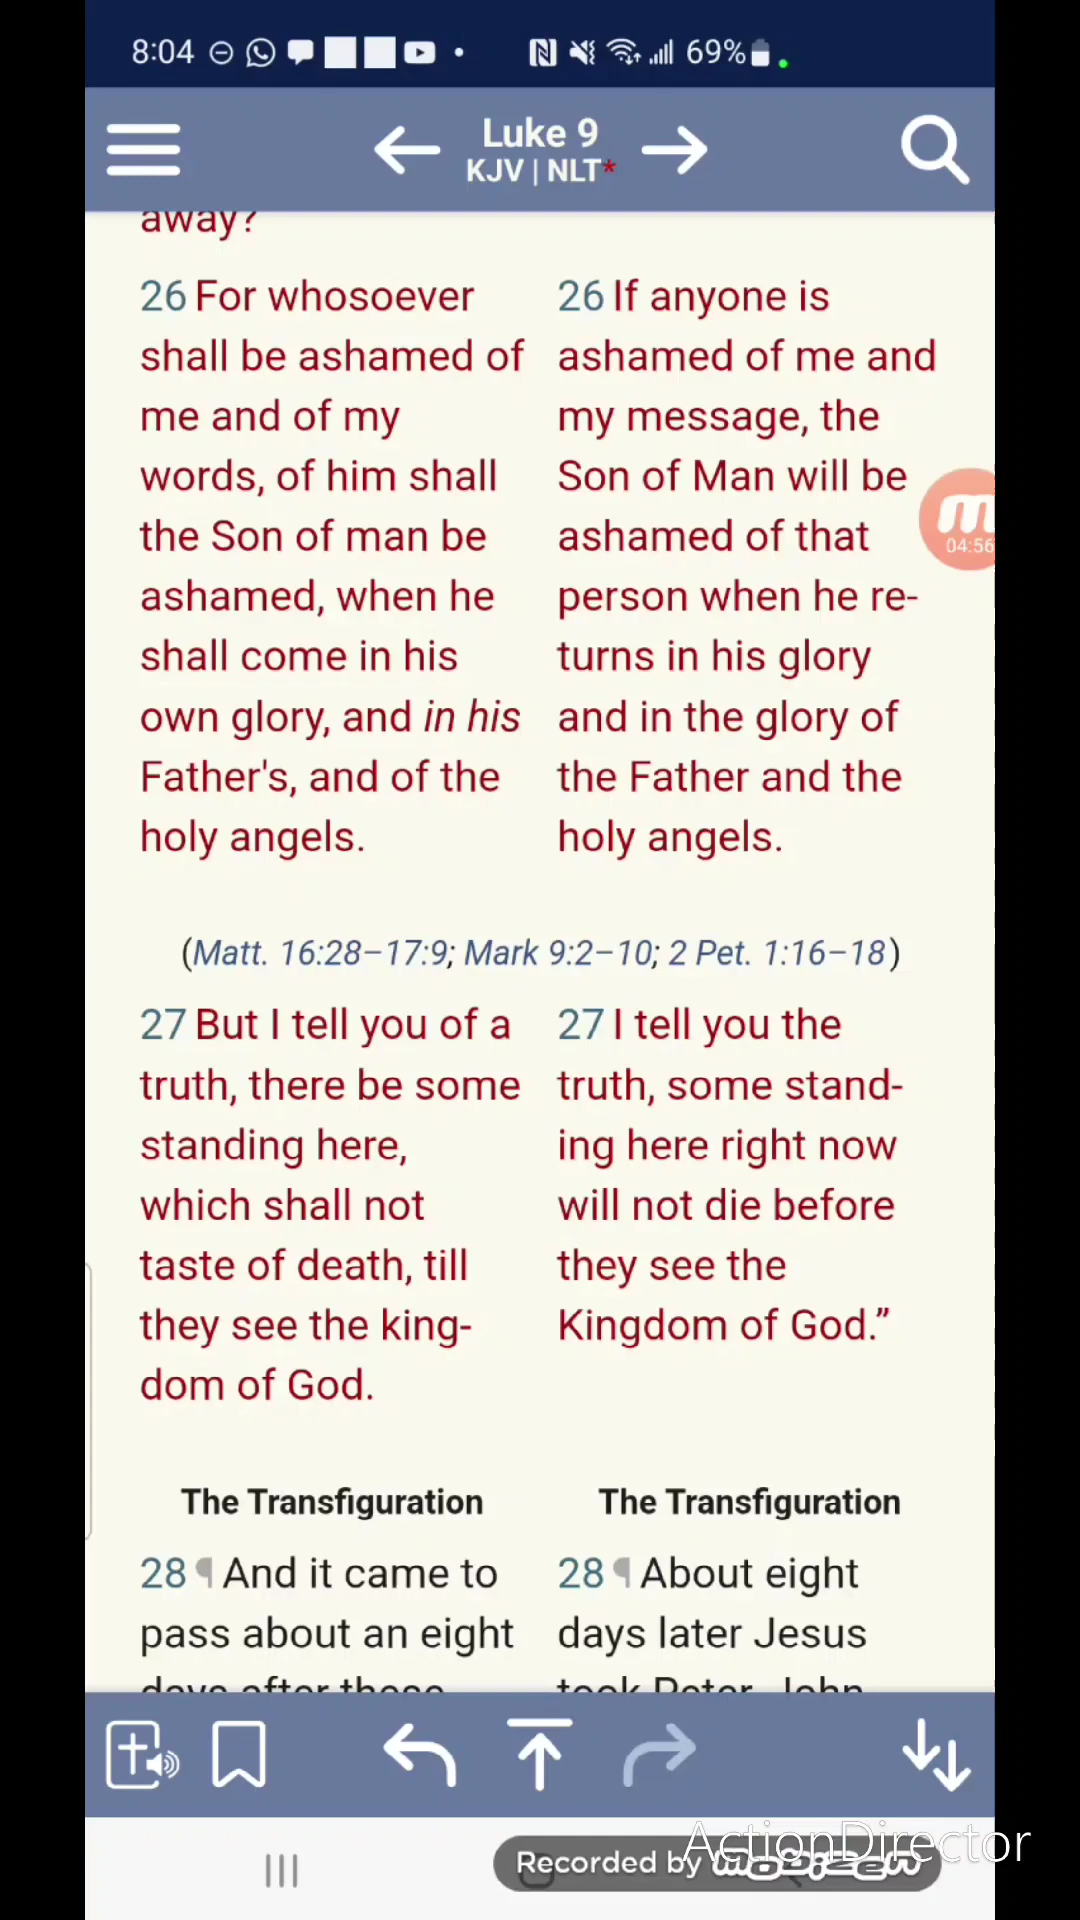 8:04 69%
Luke 9
KJV | NLT*
away?
26 For whosoever
shall be ashamed of
me and of my
words, of him shall
the Son of man be
ashamed, when he
shall come in his
own glory, and in his
Father's, and of the
holy angels.
26 If anyone is
ashamed of me and
my message, the
Son of Man will be
ashamed of that
person when he re-
turns in his glory
and in the glory of
the Father and the
holy angels.
04:56
(Matt. 16:28–17:9; Mark 9:2–10; 2 Pet. 1:16–18)
27 But I tell you of a
truth, there be some
standing here,
which shall not
taste of death, till
they see the king-
dom of God.
27 I tell you the
truth, some stand-
ing here right now
will not die before
they see the
Kingdom of God.”
The Transfiguration
28 ¶ And it came to
pass about an eight
days after these
The Transfiguration
28 ¶ About eight
days later Jesus
took Peter, John,
ActionDirector
Recorded by MOBIZEN